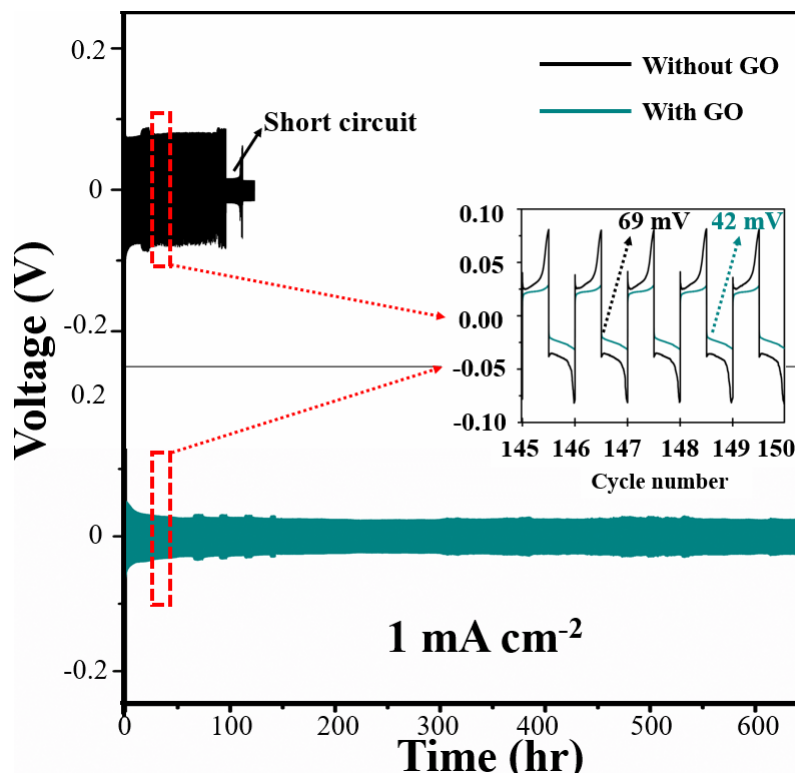 0.2
Without GO
With GO
Short circuit
0
Voltage (V)
-0.2
0.10
69 mV
42 mV
0.05
0.00
-0.05
-0.10
145 146 147 148 149 150
Cycle number
0.2
0
1 mA cm⁻²
-0.2
0 100 200 300 400 500 600
Time (hr)